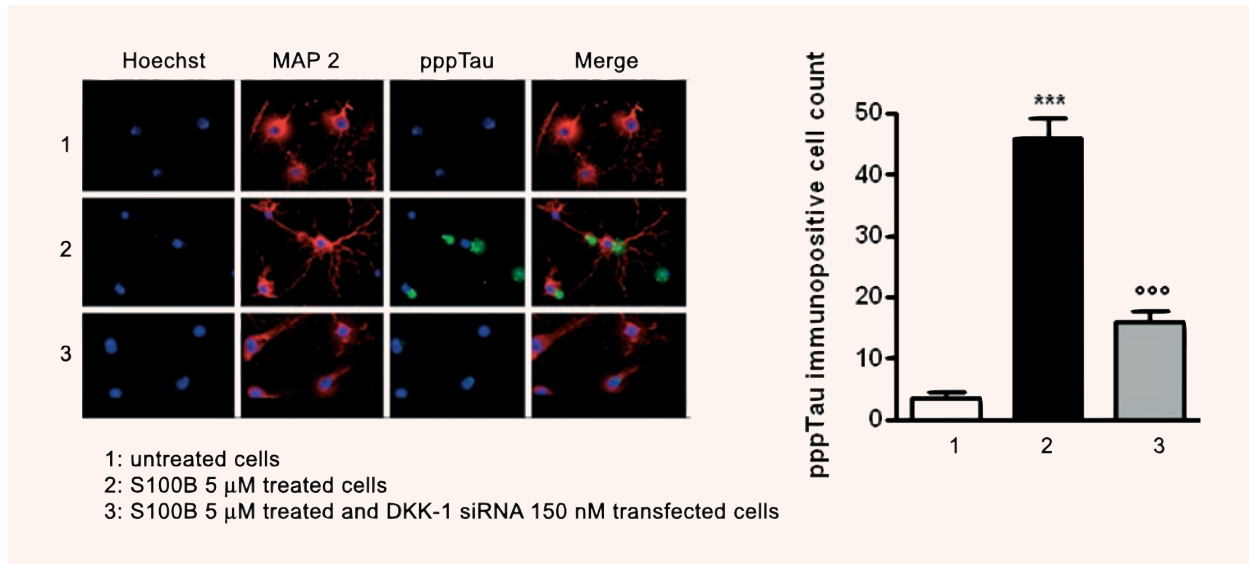 Hoechst MAP 2 pppTau Merge
1
2
3
1: untreated cells
2: S100B 5 μM treated cells
3: S100B 5 μM treated and DKK-1 siRNA 150 nM transfected cells
pppTau immunopositive cell count
50
40
30
20
10
0
***
°°°
1 2 3